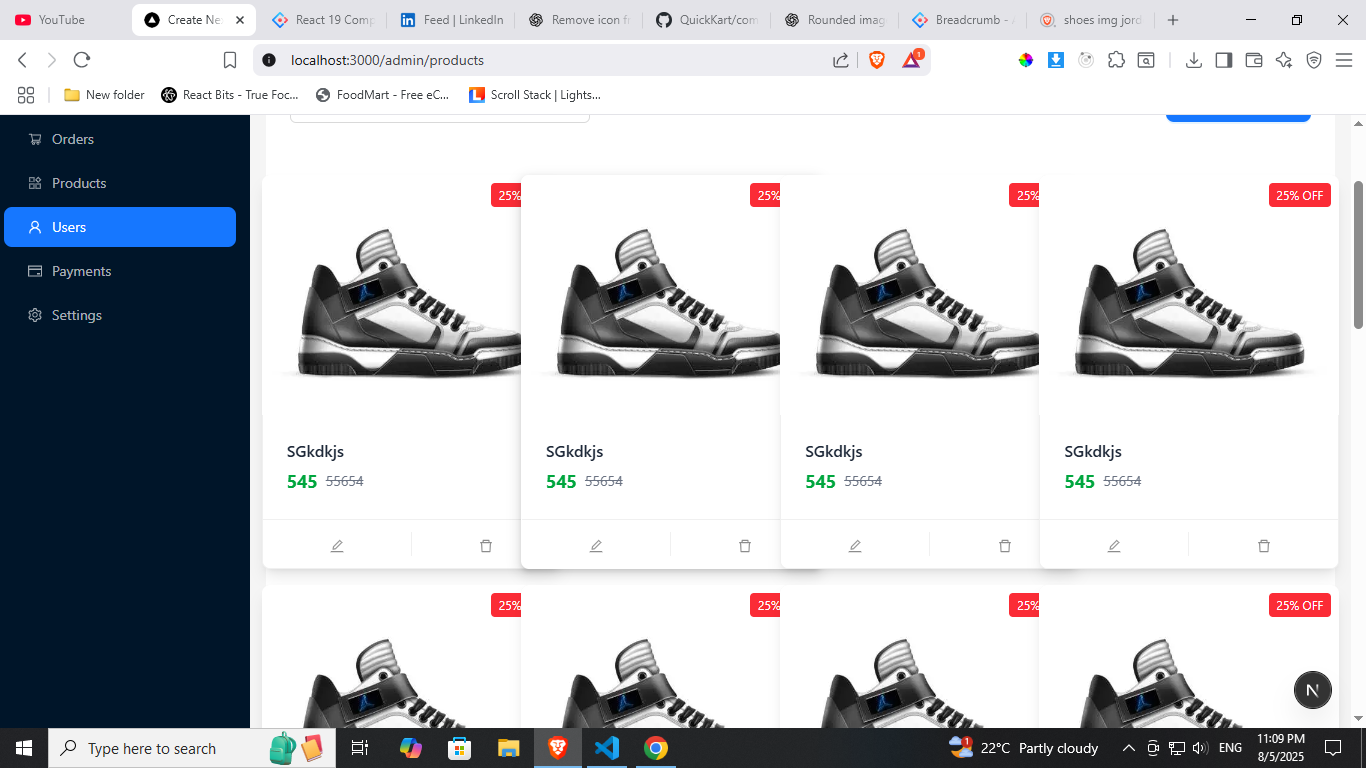 YouTube
Create Ne
React 19 Comp
Feed | LinkedIn
Remove icon fr
QuickKart/com
Rounded imag
Breadcrumb - A
shoes img jord
localhost:3000/admin/products
1
New folder
React Bits - True Foc...
FoodMart - Free eC...
Scroll Stack | Lights...
Orders
Products
Users
Payments
Settings
25%
25%
25%
25% OFF
SGkdkjs
SGkdkjs
SGkdkjs
SGkdkjs
545 55654
545 55654
545 55654
545 55654
25%
25%
25%
25% OFF
N
Type here to search
1
22°C Partly cloudy
ENG
11:09 PM
8/5/2025